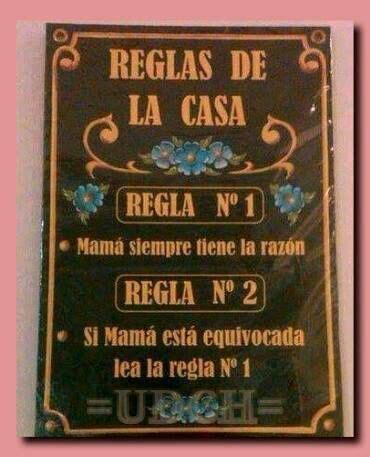 REGLAS DE
LA CASA
REGLA Nº 1
Mamá siempre tiene la razón
REGLA Nº 2
Si Mamá está equivocada
lea la regla Nº 1
=UDCH=